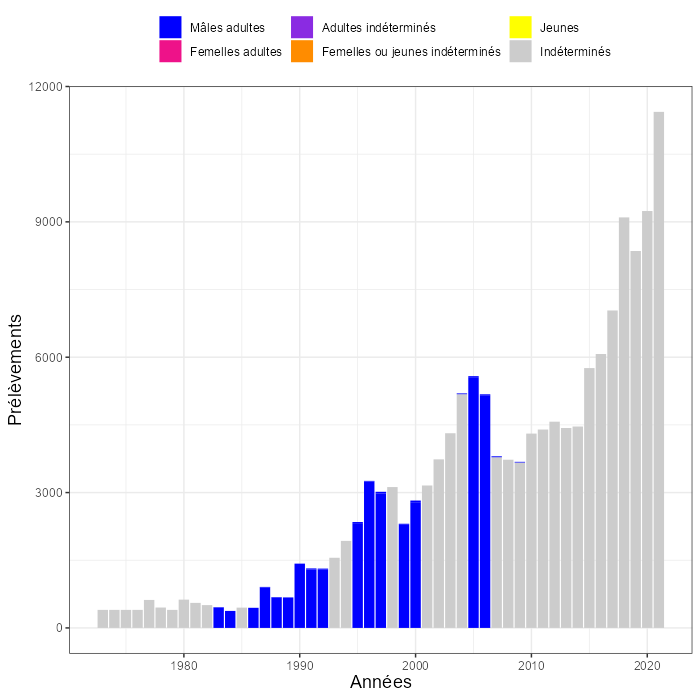 Mâles adultes Adultes indéterminés Jeunes
Femelles adultes Femelles ou jeunes indéterminés Indéterminés
12000
9000
6000
3000
0
Prélèvements
1980 1990 2000 2010 2020
Années